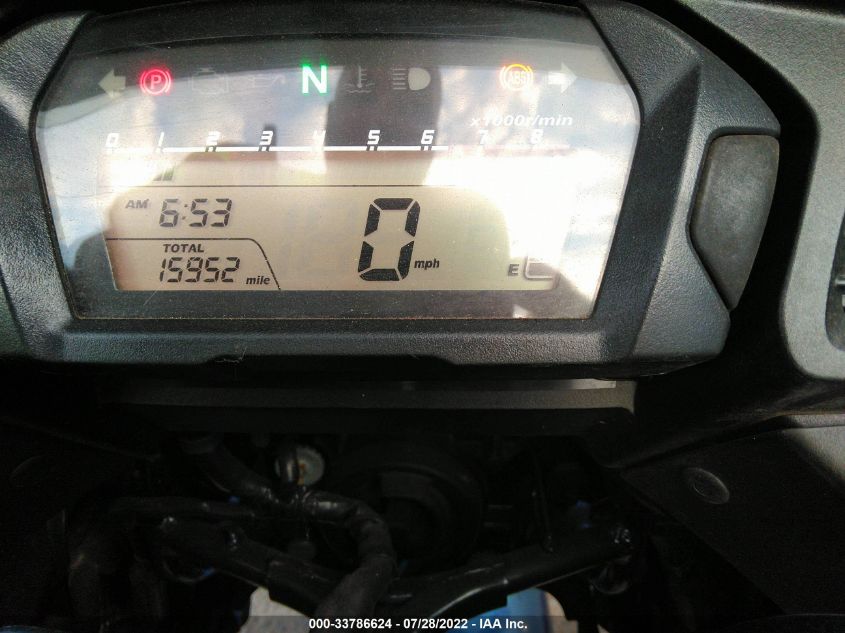 P N ABS
x1000r/min
0 1 2 3 4 5 6 7 8
AM 6:53
TOTAL
15952 mile
0 mph
E
000-33786624 / 07/28/2022 - IAA Inc.